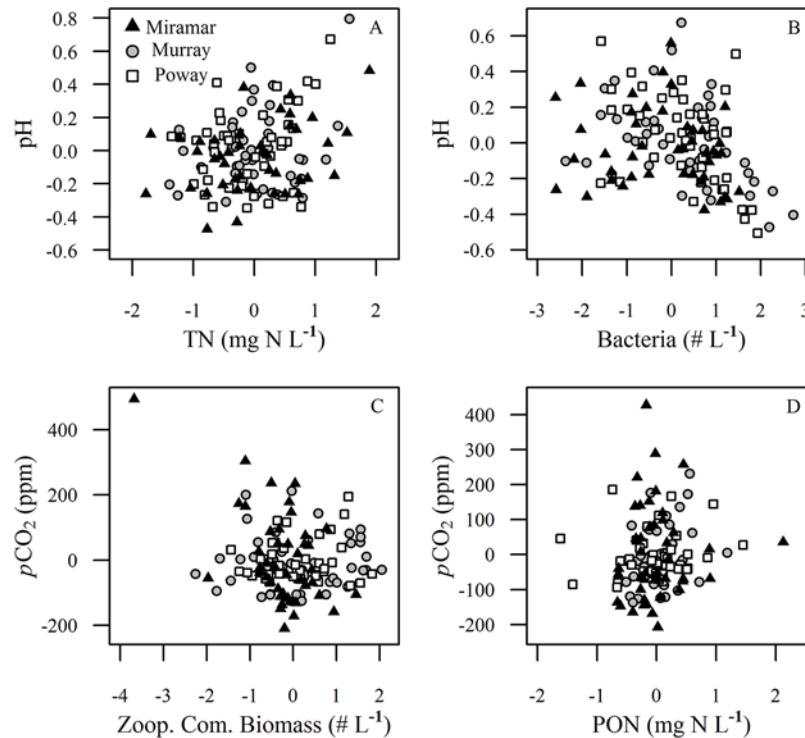 A
Miramar
Murray
Poway
0.8
0.6
0.4
0.2
0.0
-0.2
-0.4
-0.6
pH
-2 -1 0 1 2
TN (mg N L-1)
B
0.6
0.4
0.2
0.0
-0.2
-0.4
-0.6
pH
-3 -2 -1 0 1 2 3
Bacteria (# L-1)
C
400
200
0
-200
pCO2 (ppm)
-4 -3 -2 -1 0 1 2
Zoop. Com. Biomass (# L-1)
D
400
300
200
100
0
-100
-200
pCO2 (ppm)
-2 -1 0 1 2
PON (mg N L-1)